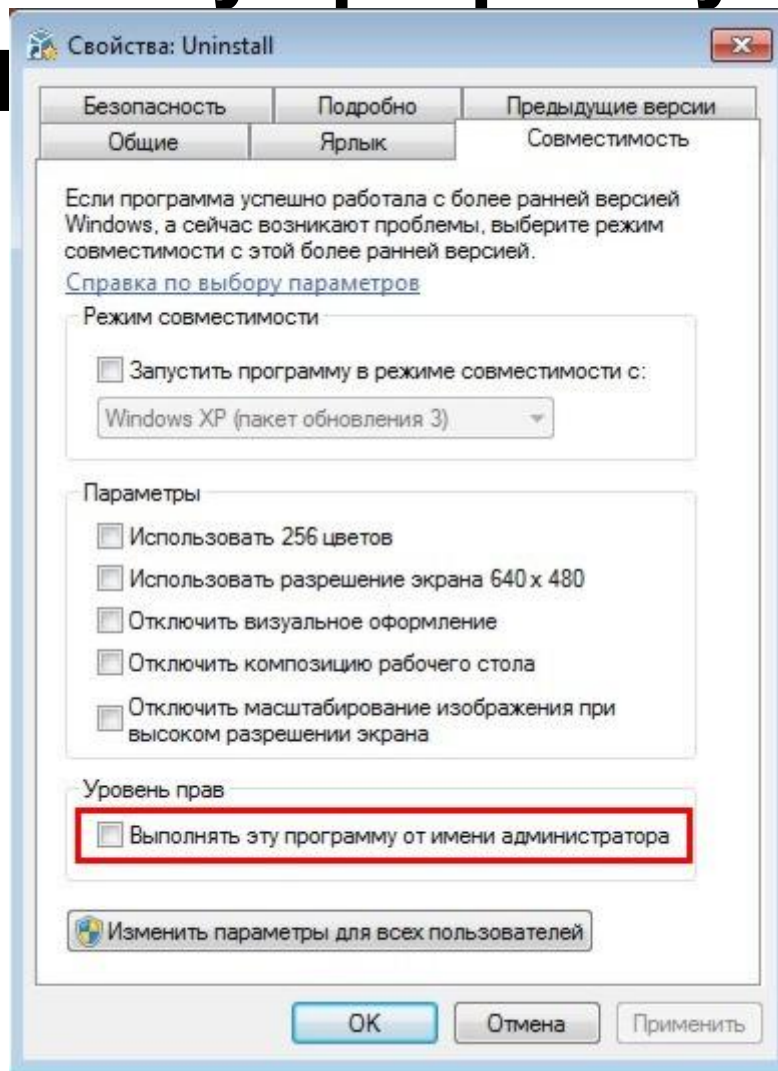 Свойства: Uninstall
Безопасность
Подробно
Предыдущие версии
Общие
Ярлык
Совместимость
Если программа успешно работала с более ранней версией
Windows, а сейчас возникают проблемы, выберите режим
совместимости с этой более ранней версией.
Справка по выбору параметров
Режим совместимости
Запустить программу в режиме совместимости с:
Windows XP (пакет обновления 3)
Параметры
Использовать 256 цветов
Использовать разрешение экрана 640 x 480
Отключить визуальное оформление
Отключить композицию рабочего стола
Отключить масштабирование изображения при
высоком разрешении экрана
Уровень прав
Выполнять эту программу от имени администратора
Изменить параметры для всех пользователей
OK
Отмена
Применить